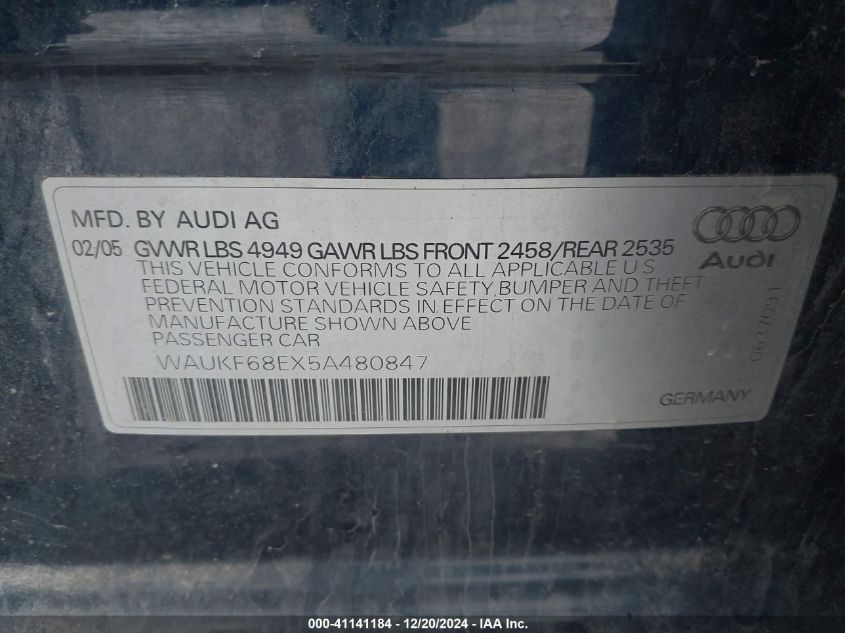 MFD. BY AUDI AG
02/05 GVWR LBS 4949 GAWR LBS FRONT 2458/REAR 2535
THIS VEHICLE CONFORMS TO ALL APPLICABLE U S
FEDERAL MOTOR VEHICLE SAFETY, BUMPER AND THEFT
PREVENTION STANDARDS IN EFFECT ON THE DATE OF
MANUFACTURE SHOWN ABOVE
PASSENGER CAR
WAUKF68EX5A480847
Audi
0637091
GERMANY
000-41141184 - 12/20/2024 - IAA Inc.